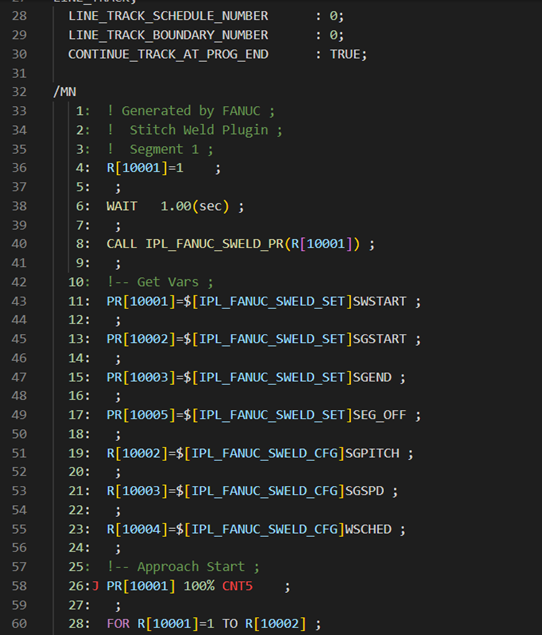 28 LINE_TRACK_SCHEDULE_NUMBER : 0;
29 LINE_TRACK_BOUNDARY_NUMBER : 0;
30 CONTINUE_TRACK_AT_PROG_END : TRUE;
31
32 /MN
33 1: ! Generated by FANUC ;
34 2: ! Stitch Weld Plugin ;
35 3: ! Segment 1 ;
36 4: R[10001]=1 ;
37 5: ;
38 6: WAIT 1.00(sec) ;
39 7: ;
40 8: CALL IPL_FANUC_SWELD_PR(R[10001]) ;
41 9: ;
42 10: !-- Get Vars ;
43 11: PR[10001]=$[IPL_FANUC_SWELD_SET]SWSTART ;
44 12: ;
45 13: PR[10002]=$[IPL_FANUC_SWELD_SET]SGSTART ;
46 14: ;
47 15: PR[10003]=$[IPL_FANUC_SWELD_SET]SGEND ;
48 16: ;
49 17: PR[10005]=$[IPL_FANUC_SWELD_SET]SEG_OFF ;
50 18: ;
51 19: R[10002]=$[IPL_FANUC_SWELD_CFG]SGPITCH ;
52 20: ;
53 21: R[10003]=$[IPL_FANUC_SWELD_CFG]SGSPD ;
54 22: ;
55 23: R[10004]=$[IPL_FANUC_SWELD_CFG]WSCHED ;
56 24: ;
57 25: !-- Approach Start ;
58 26:J PR[10001] 100% CNT5 ;
59 27: ;
60 28: FOR R[10001]=1 TO R[10002] ;